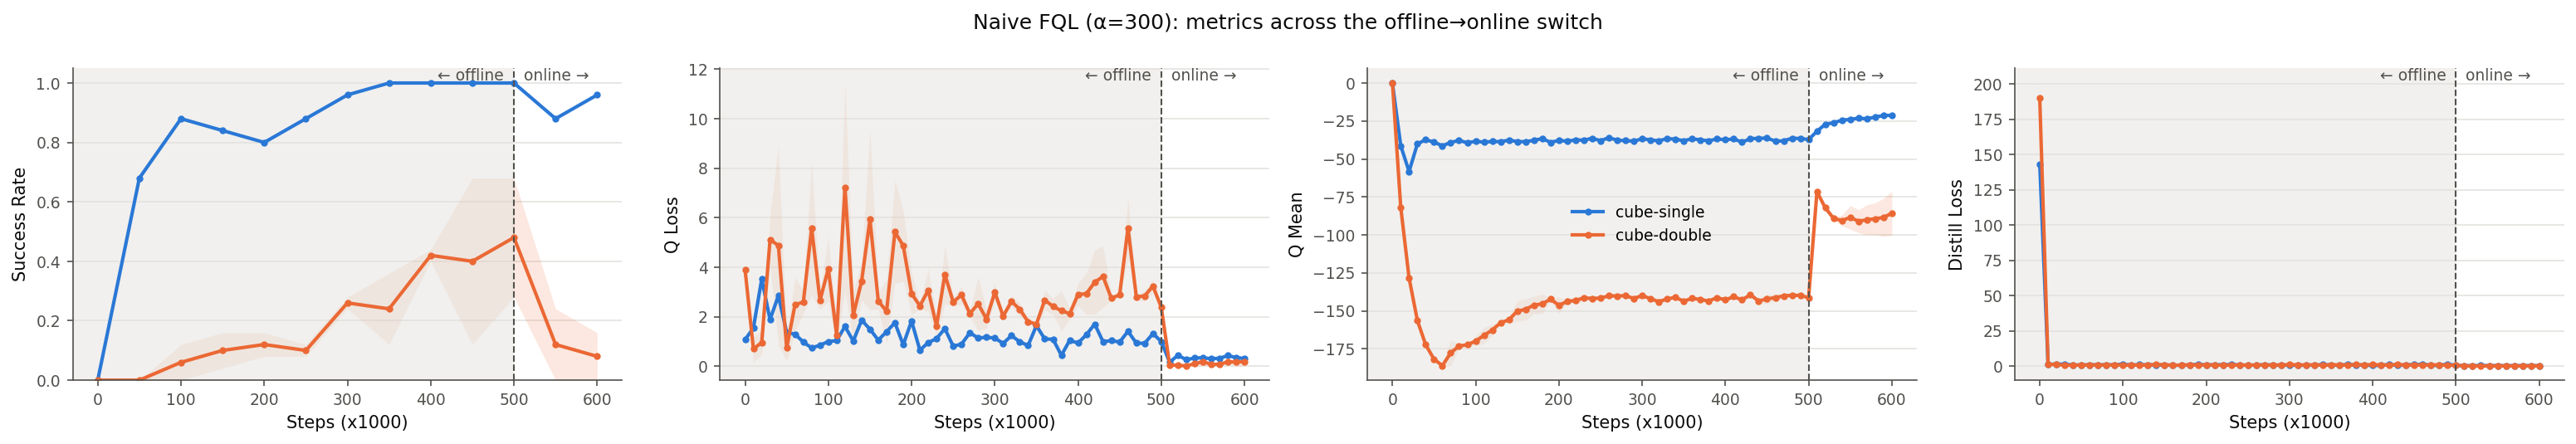 Naive FQL (α=300): metrics across the offline→online switch
Success Rate
1.0
0.8
0.6
0.4
0.2
0.0
← offline
online →
0 100 200 300 400 500 600
Steps (x1000)
Q Loss
12
10
8
6
4
2
0
← offline
online →
0 100 200 300 400 500 600
Steps (x1000)
Q Mean
0
−25
−50
−75
−100
−125
−150
−175
← offline
online →
cube-single
cube-double
0 100 200 300 400 500 600
Steps (x1000)
Distill Loss
200
175
150
125
100
75
50
25
0
← offline
online →
0 100 200 300 400 500 600
Steps (x1000)